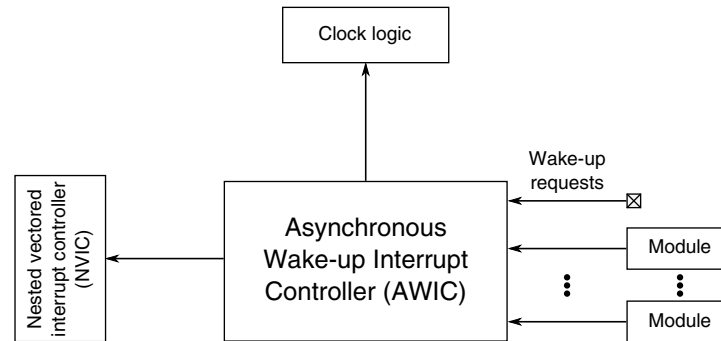 Clock logic
Wake-up
requests
Nested vectored
interrupt controller
(NVIC)
Asynchronous
Wake-up Interrupt
Controller (AWIC)
Module
Module